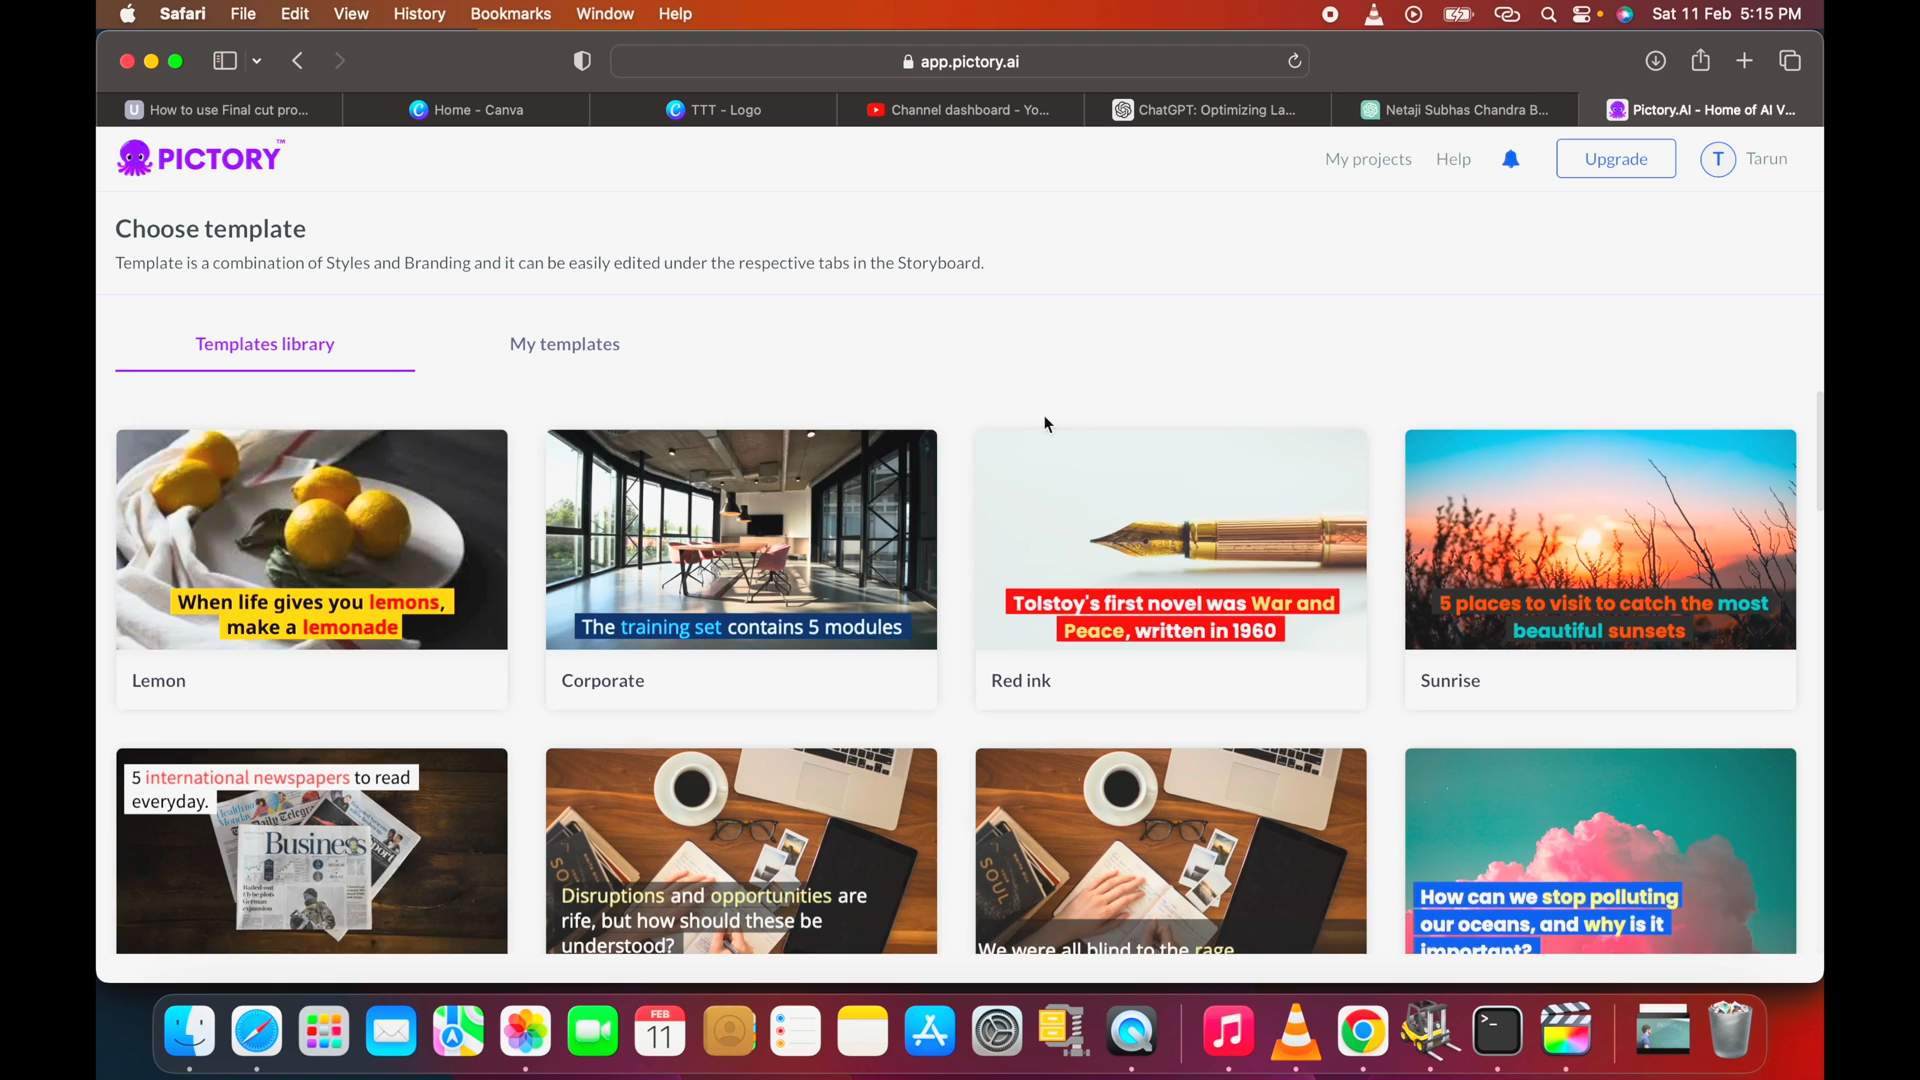 Safari File Edit View History Bookmarks Window Help Sat 11 Feb 5:15 PM
app.pictory.ai
U How to use Final cut pro... Home - Canva TTT - Logo Channel dashboard - Yo... ChatGPT: Optimizing La... Netaji Subhas Chandra B... Pictory.AI - Home of AI V...
PICTORY™ My projects Help Upgrade T Tarun
Choose template
Template is a combination of Styles and Branding and it can be easily edited under the respective tabs in the Storyboard.
Templates library My templates
When life gives you lemons,
make a lemonade
The training set contains 5 modules
Tolstoy's first novel was War and
Peace, written in 1960
5 places to visit to catch the most
beautiful sunsets
Lemon Corporate Red ink Sunrise
5 international newspapers to read
everyday.
Business
Disruptions and opportunities are
rife, but how should these be
understood?
SOUL
We were all blind to the rage
SOUL
How can we stop polluting
our oceans, and why is it
important?
FEB
11